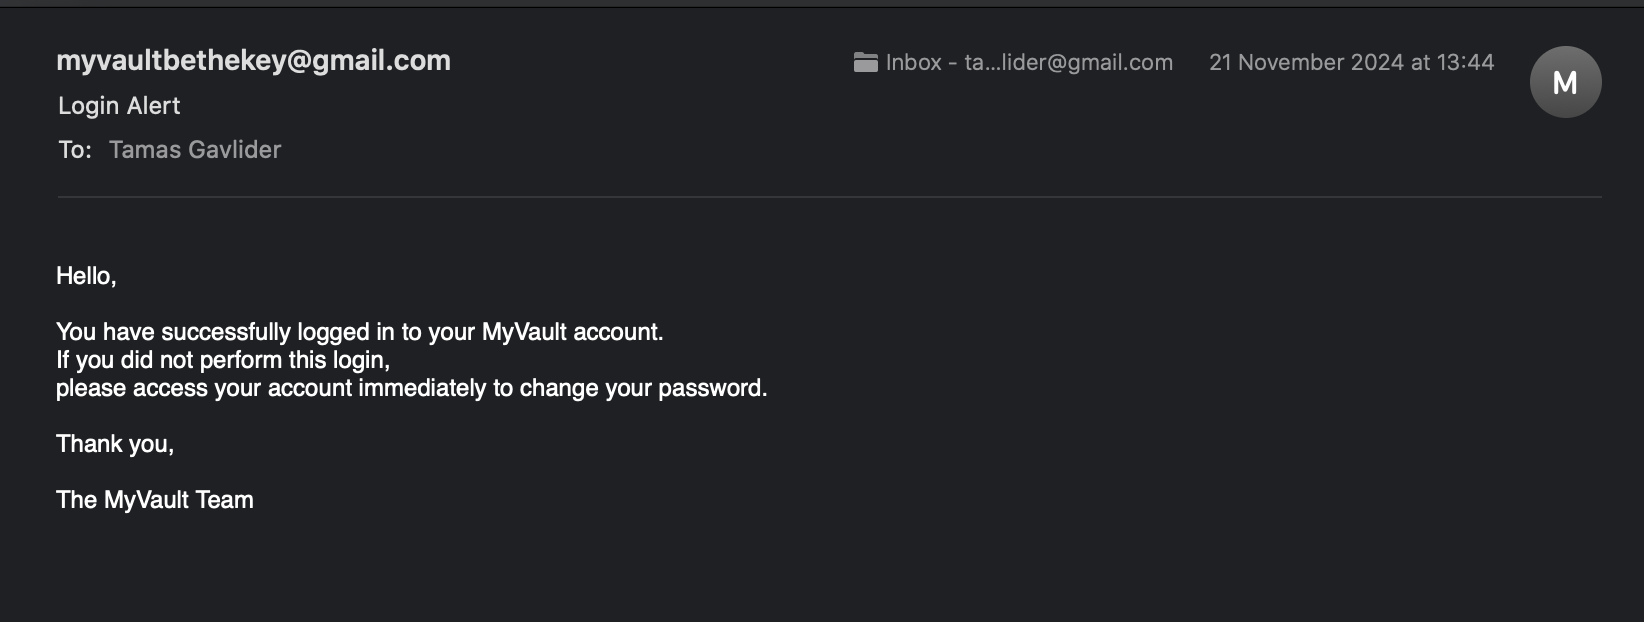 myvaultbethekey@gmail.com
Inbox - ta...lider@gmail.com 21 November 2024 at 13:44
M
Login Alert
To: Tamas Gavlider
Hello,
You have successfully logged in to your MyVault account.
If you did not perform this login,
please access your account immediately to change your password.
Thank you,
The MyVault Team